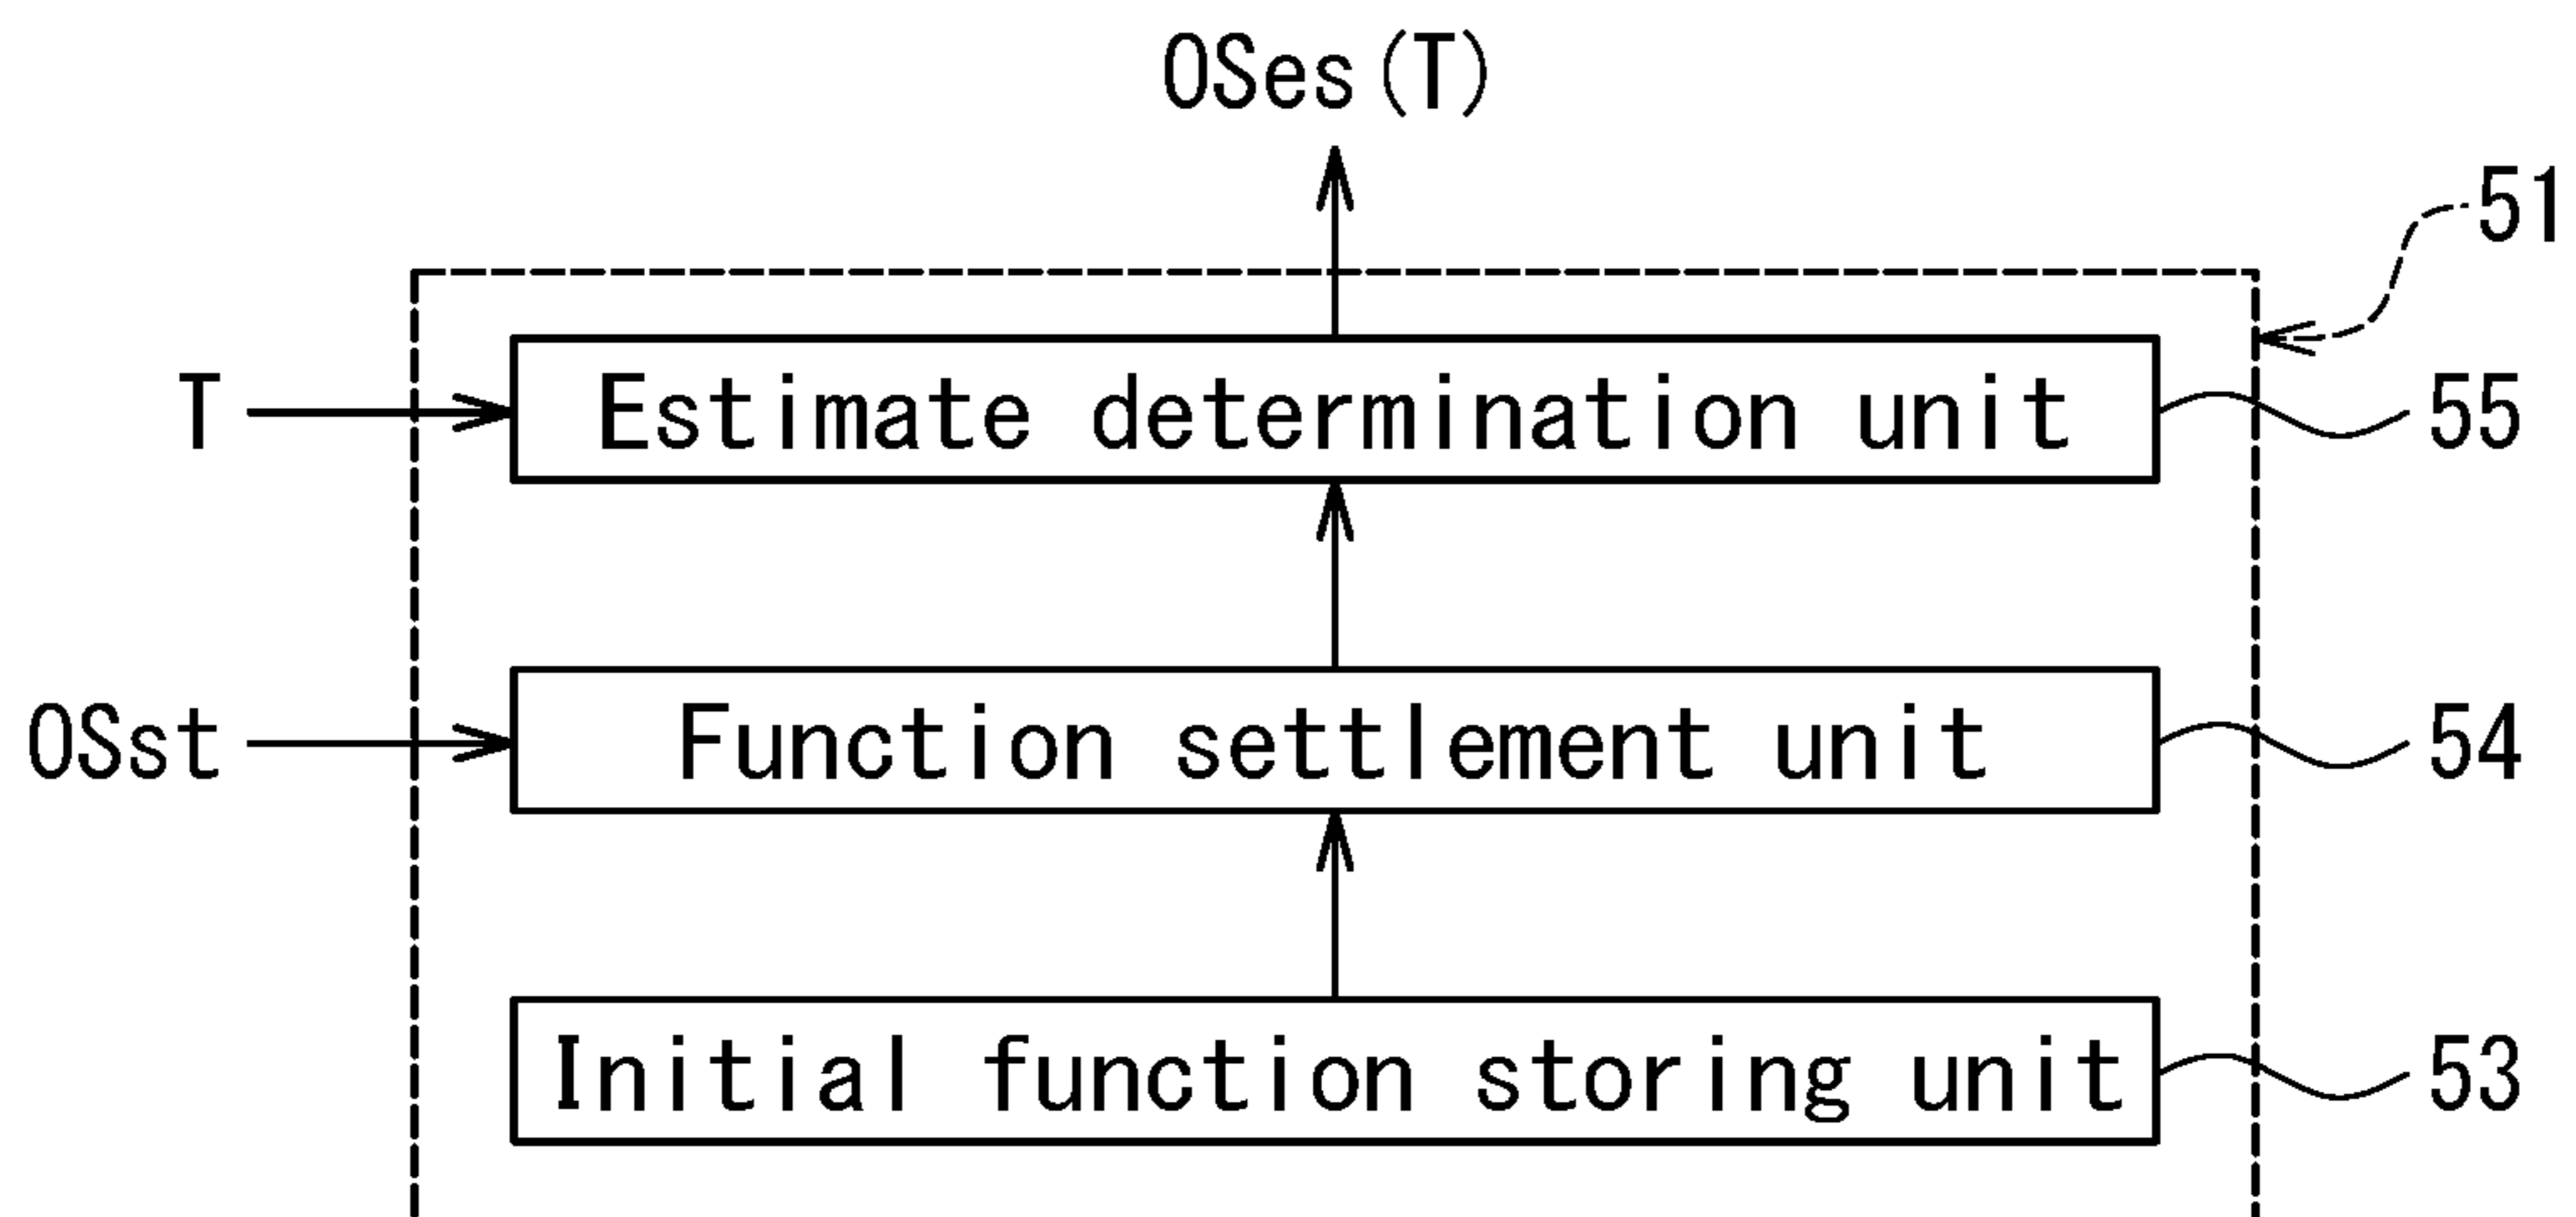 OSes(T)
51
T
Estimate determination unit
55
OSst
Function settlement unit
54
Initial function storing unit
53